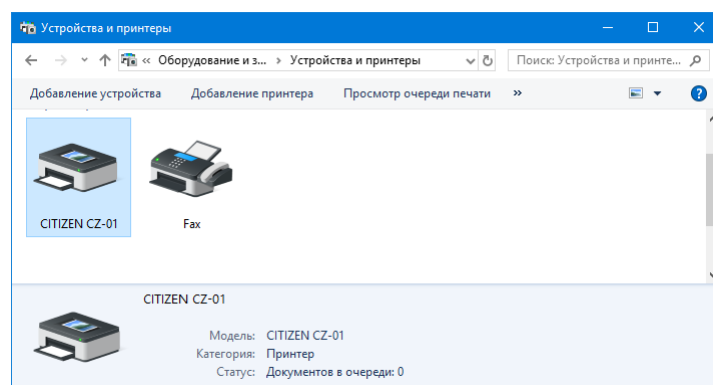 Устройства и принтеры
« Оборудование и з... › Устройства и принтеры
Поиск: Устройства и принте...
Добавление устройства Добавление принтера Просмотр очереди печати »
CITIZEN CZ-01 Fax
CITIZEN CZ-01
Модель: CITIZEN CZ-01
Категория: Принтер
Статус: Документов в очереди: 0